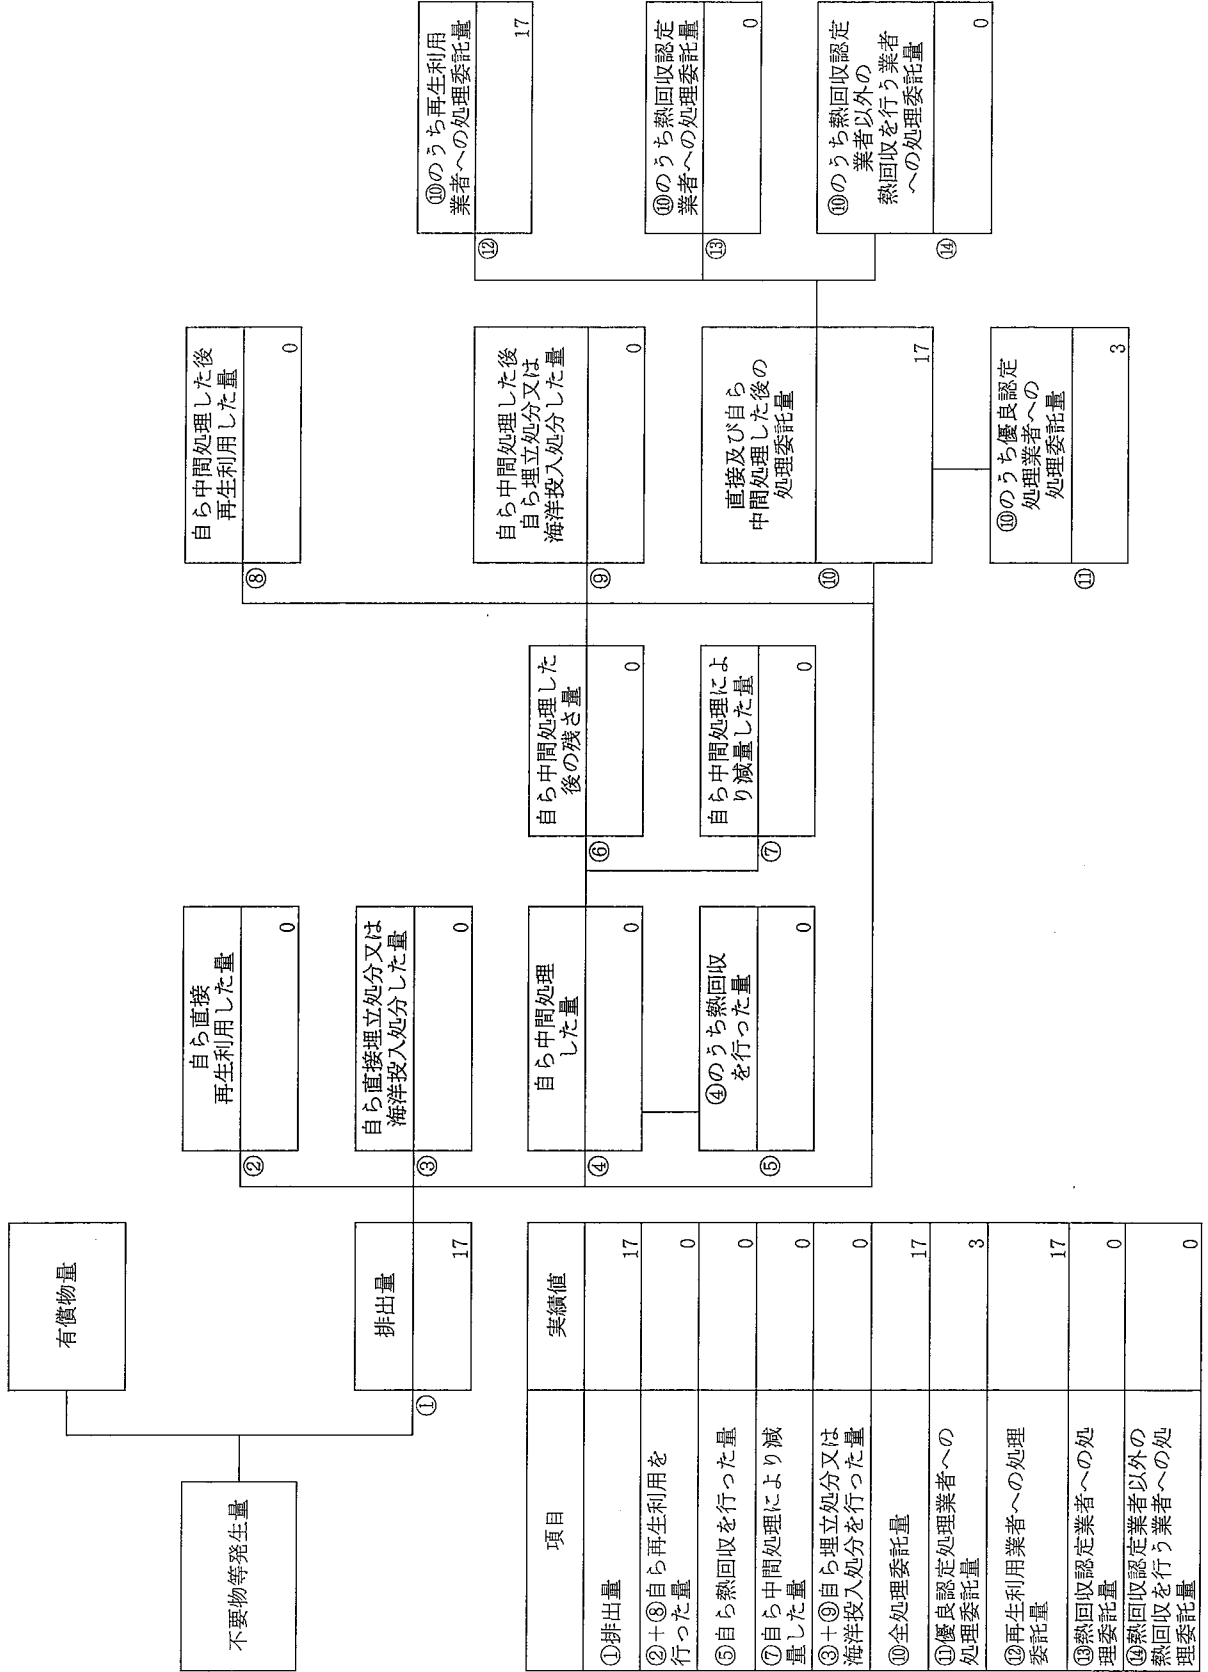 不要物等発生量
有償物量
排出量
①
17
自ら直接
再生利用した量
②
0
自ら直接埋立処分又は
海洋投入処分した量
③
0
自ら中間処理
した量
④
0
④のうち熱回収
を行った量
⑤
0
自ら中間処理した
後の残さ量
⑥
0
自ら中間処理によ
り減量した量
⑦
0
自ら中間処理した後
再生利用した量
⑧
0
自ら中間処理した後
自ら埋立処分又は
海洋投入処分した量
⑨
0
直接及び自ら
中間処理した後の
処理委託量
⑩
17
⑩のうち優良認定
処理業者への
処理委託量
⑪
3
⑩のうち再生利用
業者への処理委託量
⑫
17
⑩のうち熱回収認定
業者への処理委託量
⑬
0
⑩のうち熱回収認定
業者以外の
熱回収を行う業者
への処理委託量
⑭
0
項目 実績値
①排出量 17
②+⑧自ら再生利用を
行った量 0
⑤自ら熱回収を行った量 0
⑦自ら中間処理により減
量した量 0
③+⑨自ら埋立処分又は
海洋投入処分を行った量 0
⑩全処理委託量 17
⑪優良認定処理業者への
処理委託量 3
⑫再生利用業者への処理
委託量 17
⑬熱回収認定業者への処
理委託量 0
⑭熱回収認定業者以外の
熱回収を行う業者への処
理委託量 0